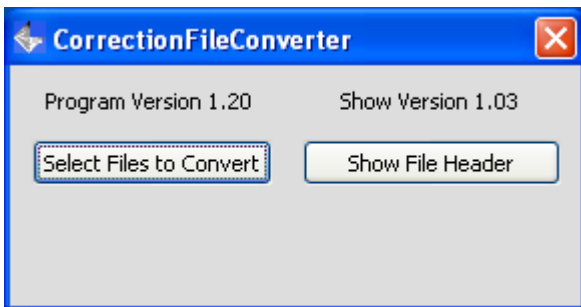 CorrectionFileConverter
Program Version 1.20 Show Version 1.03
Select Files to Convert Show File Header